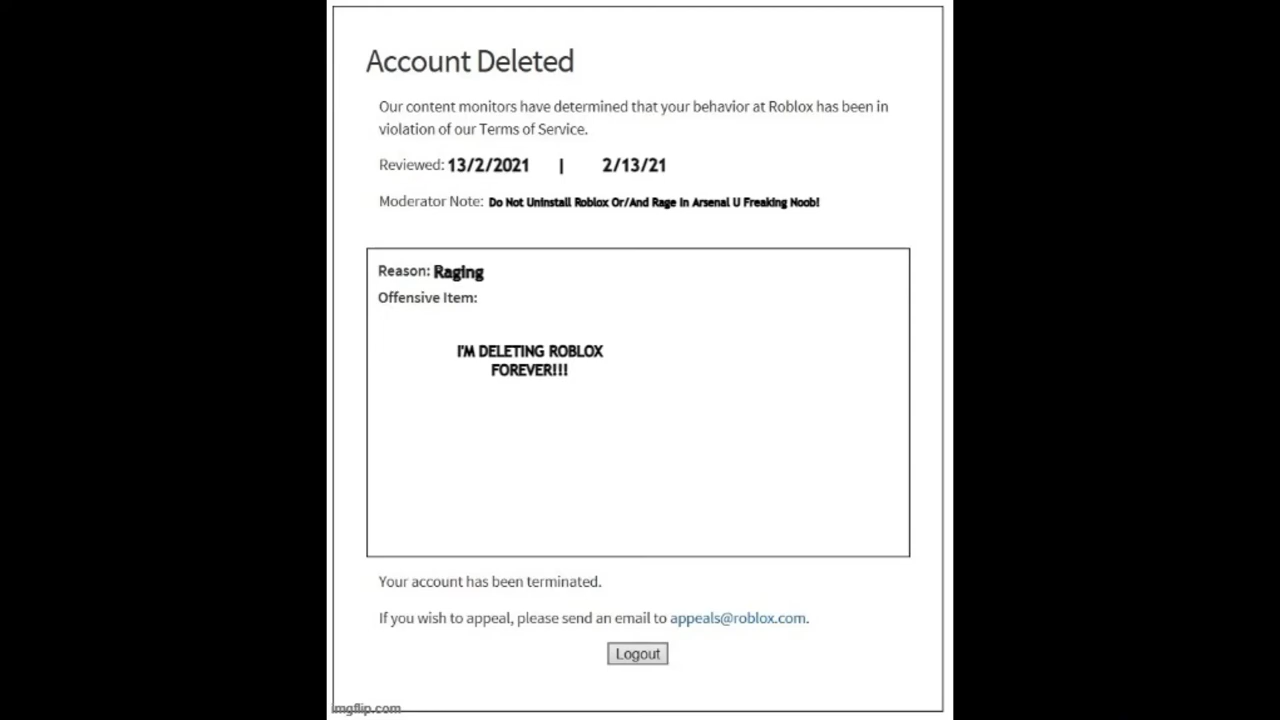 Account Deleted
Our content monitors have determined that your behavior at Roblox has been in
violation of our Terms of Service.
Reviewed: 13/2/2021 | 2/13/21
Moderator Note: Do Not Uninstall Roblox Or/And Rage In Arsenal U Freaking Noob!
Reason: Raging
Offensive Item:
I'M DELETING ROBLOX
FOREVER!!!
Your account has been terminated.
If you wish to appeal, please send an email to appeals@roblox.com.
Logout
imgflip.com